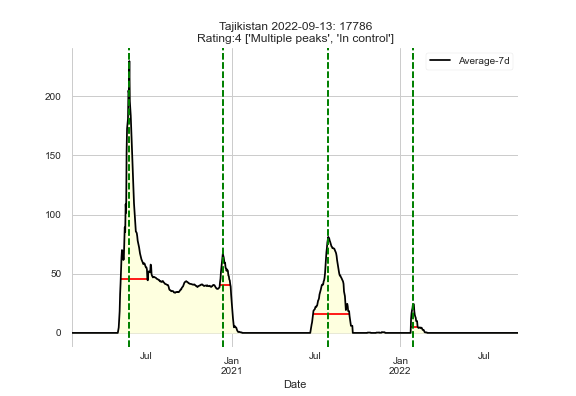 Tajikistan 2022-09-13: 17786
Rating:4 ['Multiple peaks', 'In control']
Average-7d
200
150
100
50
0
Jul
Jan
2021
Jul
Jan
2022
Jul
Date